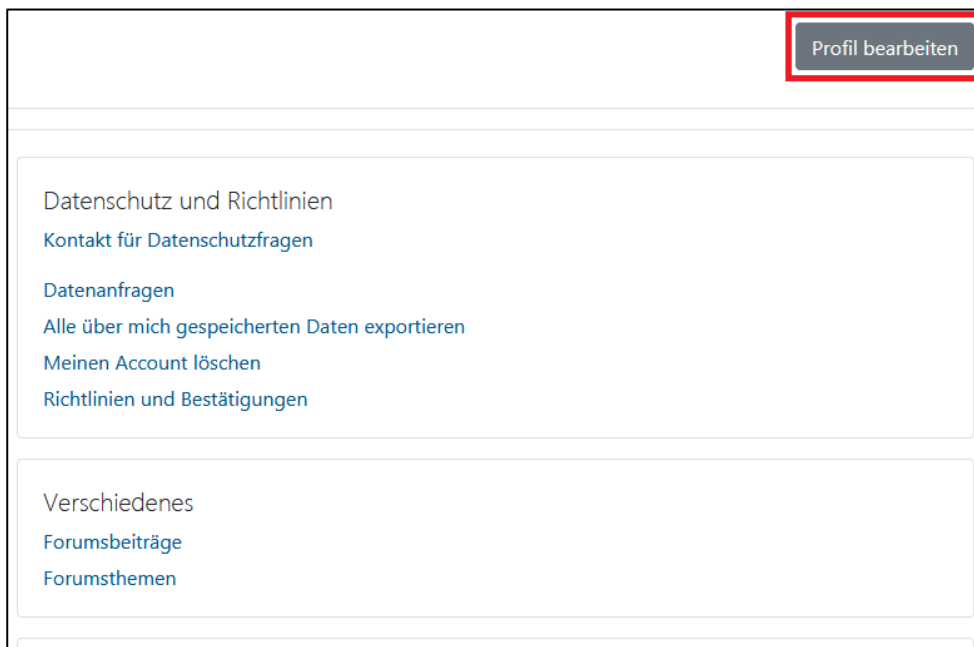 Profil bearbeiten
Datenschutz und Richtlinien
Kontakt für Datenschutzfragen
Datenanfragen
Alle über mich gespeicherten Daten exportieren
Meinen Account löschen
Richtlinien und Bestätigungen
Verschiedenes
Forumsbeiträge
Forumsthemen